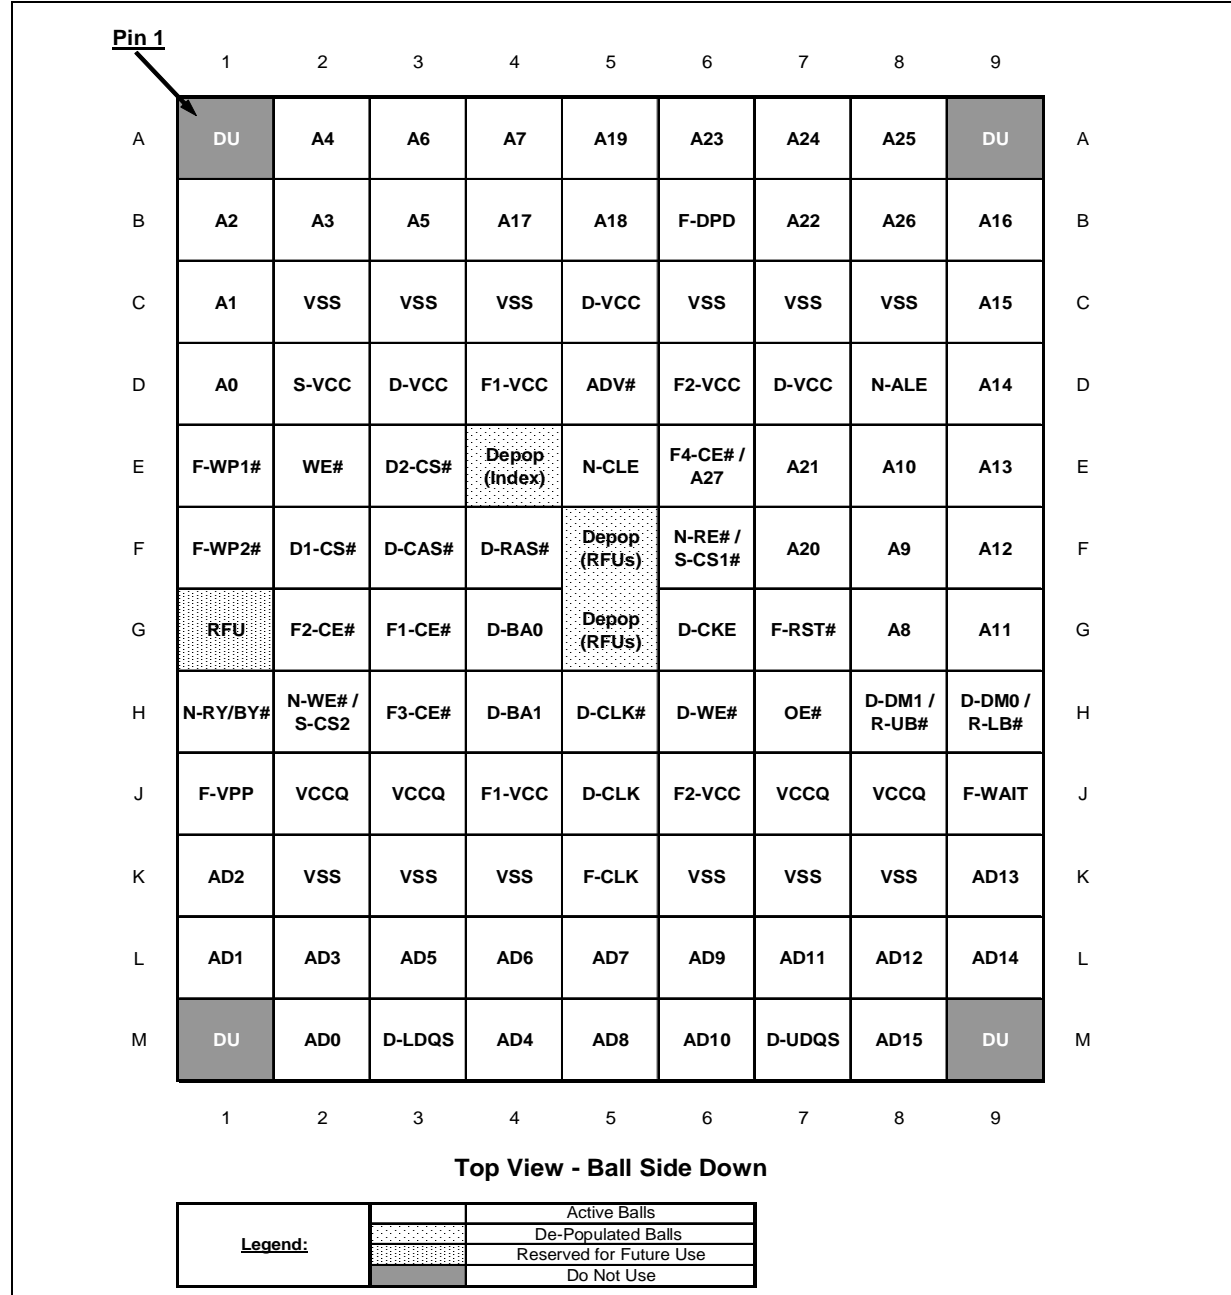 Pin 1
1 2 3 4 5 6 7 8 9
A DU A4 A6 A7 A19 A23 A24 A25 DU A
B A2 A3 A5 A17 A18 F-DPD A22 A26 A16 B
C A1 VSS VSS VSS D-VCC VSS VSS VSS A15 C
D A0 S-VCC D-VCC F1-VCC ADV# F2-VCC D-VCC N-ALE A14 D
E F-WP1# WE# D2-CS# Depop (Index) N-CLE F4-CE# / A27 A21 A10 A13 E
F F-WP2# D1-CS# D-CAS# D-RAS# Depop (RFUs) N-RE# / S-CS1# A20 A9 A12 F
G RFU F2-CE# F1-CE# D-BA0 Depop (RFUs) D-CKE F-RST# A8 A11 G
H N-RY/BY# N-WE# / S-CS2 F3-CE# D-BA1 D-CLK# D-WE# OE# D-DM1 / R-UB# D-DM0 / R-LB# H
J F-VPP VCCQ VCCQ F1-VCC D-CLK F2-VCC VCCQ VCCQ F-WAIT J
K AD2 VSS VSS VSS F-CLK VSS VSS VSS AD13 K
L AD1 AD3 AD5 AD6 AD7 AD9 AD11 AD12 AD14 L
M DU AD0 D-LDQS AD4 AD8 AD10 D-UDQS AD15 DU M
1 2 3 4 5 6 7 8 9
Top View - Ball Side Down
Legend:
Active Balls
De-Populated Balls
Reserved for Future Use
Do Not Use